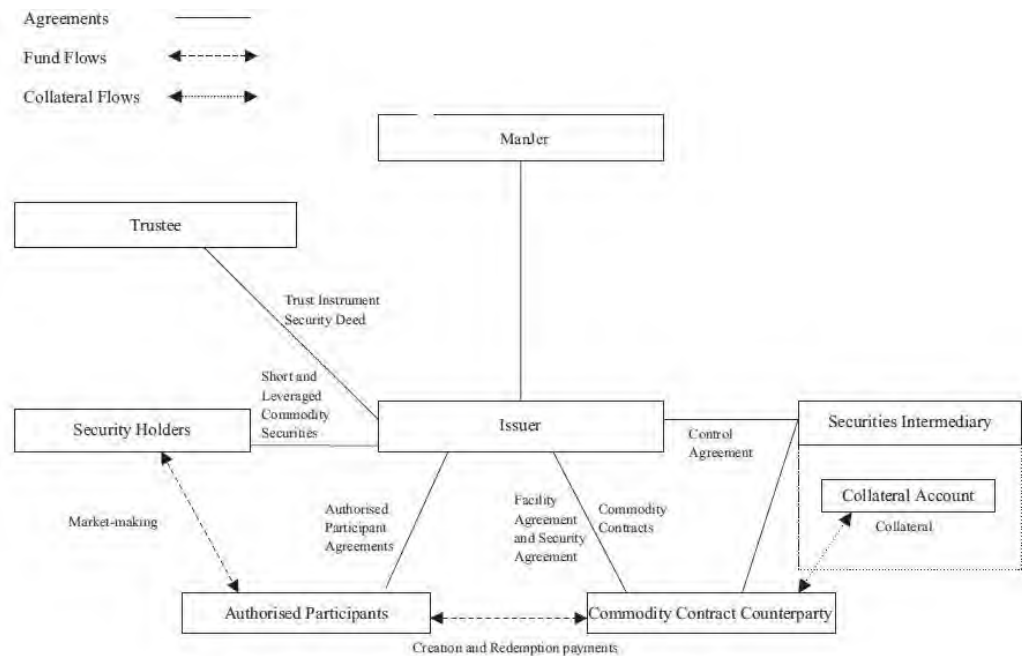 Agreements
Fund Flows
Collateral Flows
ManJer
Trustee
Trust Instrument
Security Deed
Short and
Leveraged
Commodity
Securities
Security Holders
Issuer
Control
Agreement
Securities Intermediary
Collateral Account
Collateral
Market-making
Authorised
Participant
Agreements
Facility
Agreement
and Security
Agreement
Commodity
Contracts
Authorised Participants
Commodity Contract Counterparty
Creation and Redemption payments